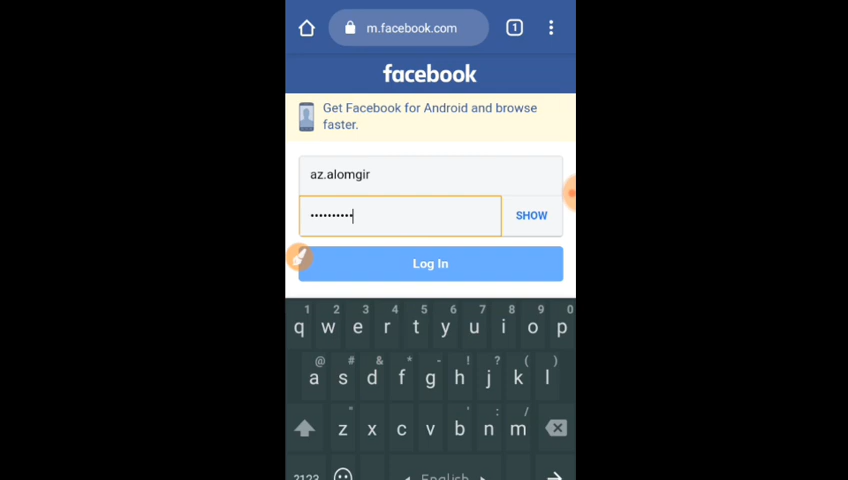 m.facebook.com
1
facebook
Get Facebook for Android and browse
faster.
az.alomgir
••••••••••
SHOW
Log In
1 2 3 4 5 6 7 8 9 0
q w e r t y u i o p
@ # & * - ! ? ( )
a s d f g h j k l
" ' : /
z x c v b n m
?123 English